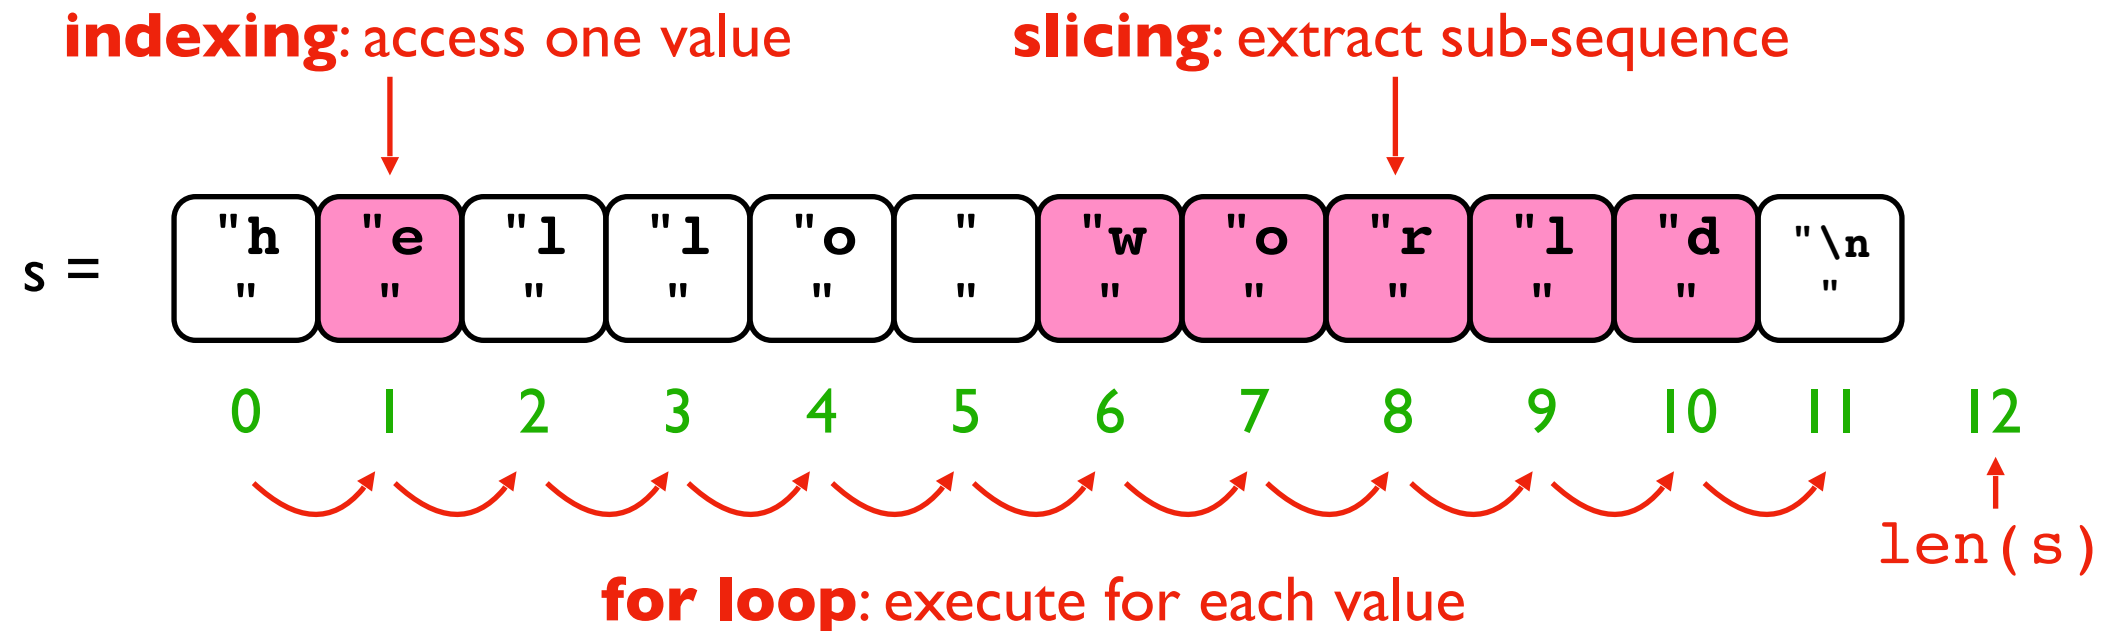 indexing: access one value
slicing: extract sub-sequence
s =
"h "e "l "l "o " "w "o "r "l "d "\n
" " " " " " " " " " " "
0 1 2 3 4 5 6 7 8 9 10 11 12
len(s)
for loop: execute for each value